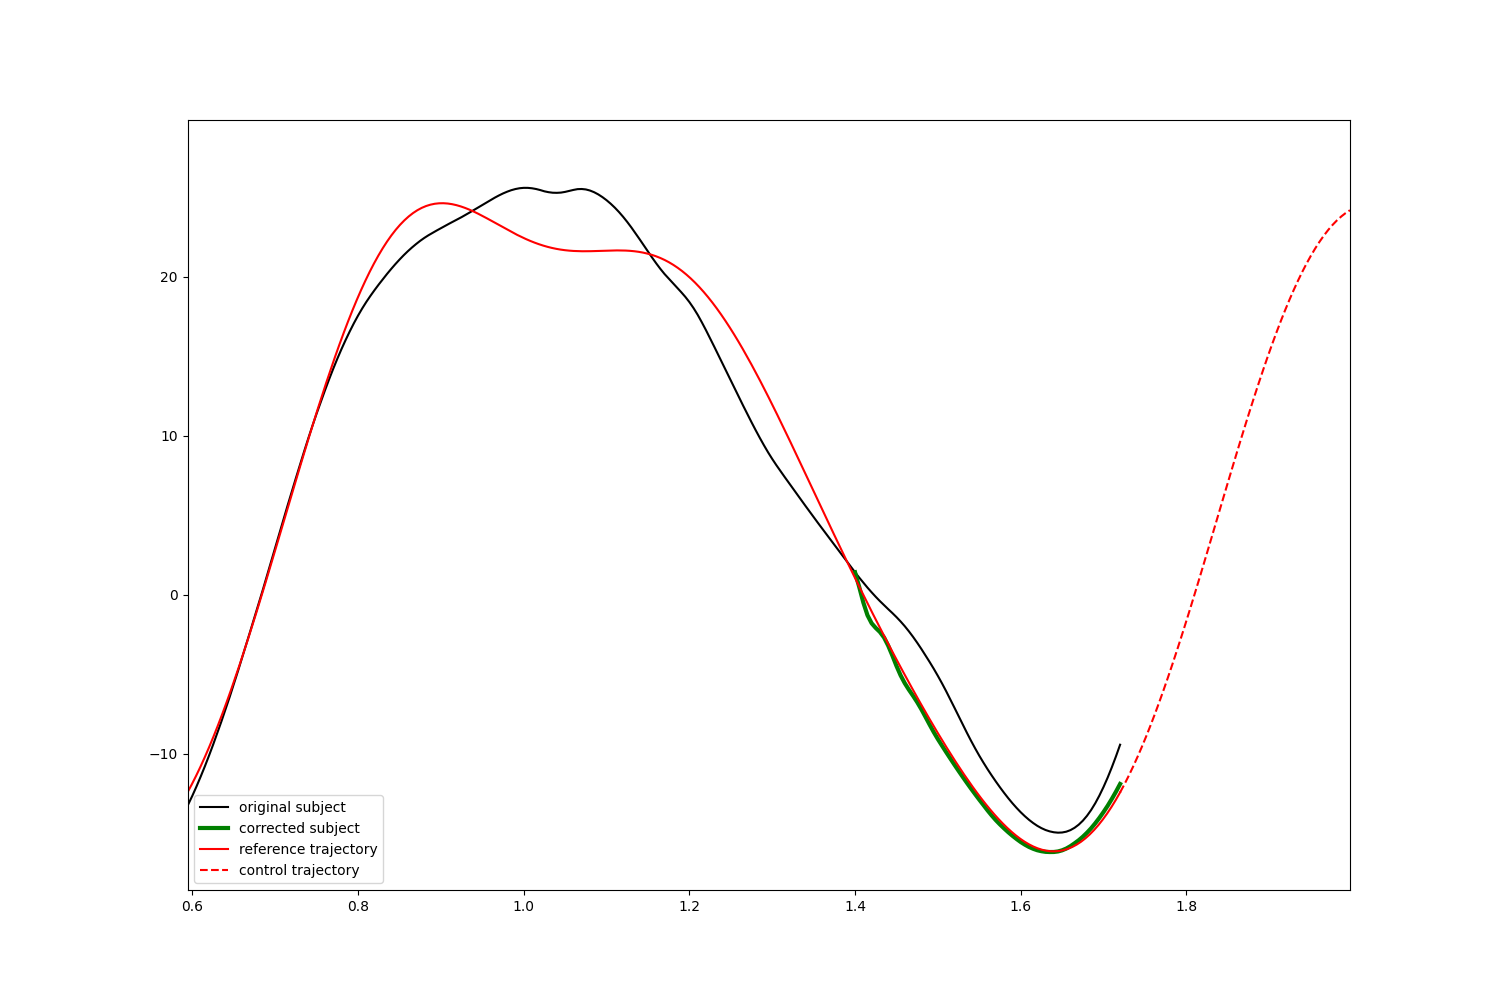 20
10
0
−10
original subject
corrected subject
reference trajectory
control trajectory
0.6 0.8 1.0 1.2 1.4 1.6 1.8